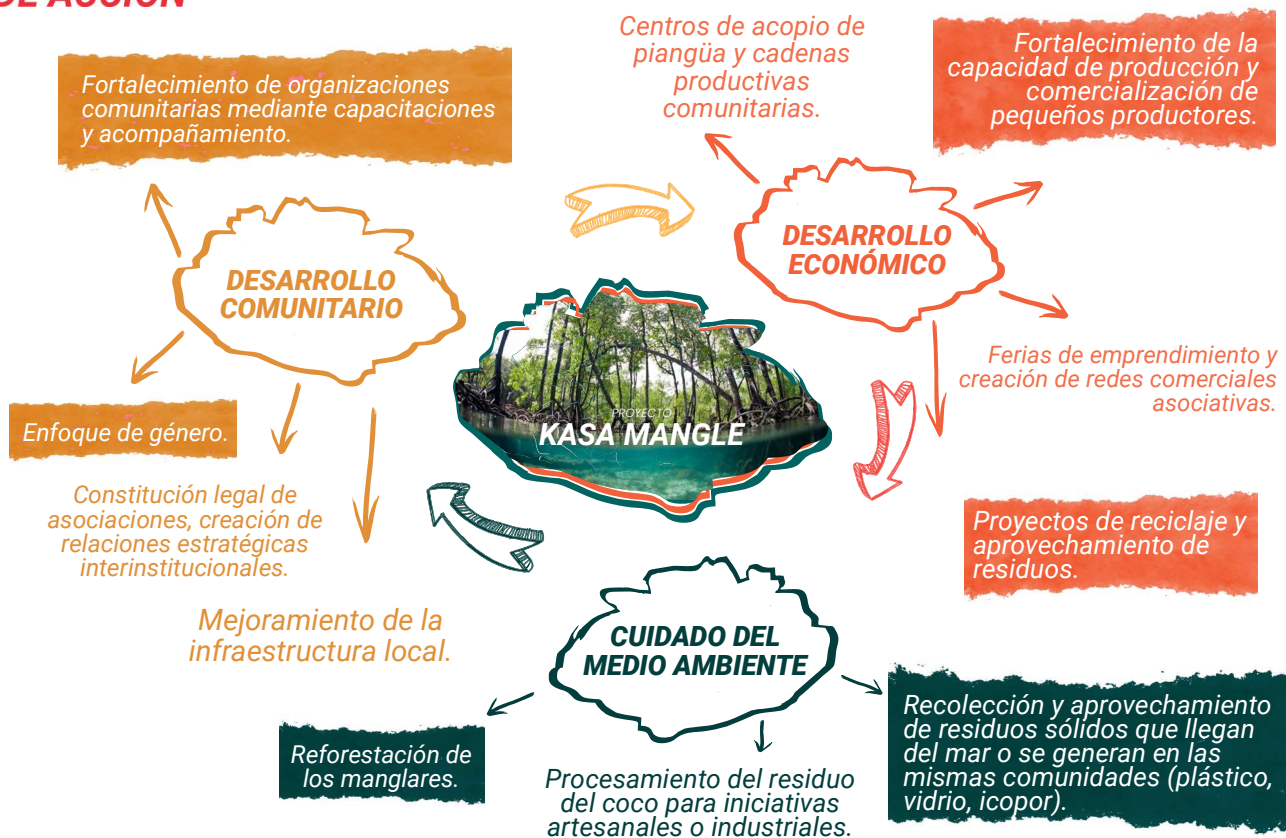 DE ACCIÓN
Fortalecimiento de organizaciones
comunitarias mediante capacitaciones
y acompañamiento.
Centros de acopio de
piangüa y cadenas
productivas
comunitarias.
Fortalecimiento de la
capacidad de producción y
comercialización de
pequeños productores.
DESARROLLO
COMUNITARIO
DESARROLLO
ECONÓMICO
PROYECTO
KASA MANGLE
Enfoque de género.
Constitución legal de
asociaciones, creación de
relaciones estratégicas
interinstitucionales.
Mejoramiento de la
infraestructura local.
Ferias de emprendimiento y
creación de redes comerciales
asociativas.
Proyectos de reciclaje y
aprovechamiento de
residuos.
CUIDADO DEL
MEDIO AMBIENTE
Reforestación de
los manglares.
Procesamiento del residuo
del coco para iniciativas
artesanales o industriales.
Recolección y aprovechamiento
de residuos sólidos que llegan
del mar o se generan en las
mismas comunidades (plástico,
vidrio, icopor).